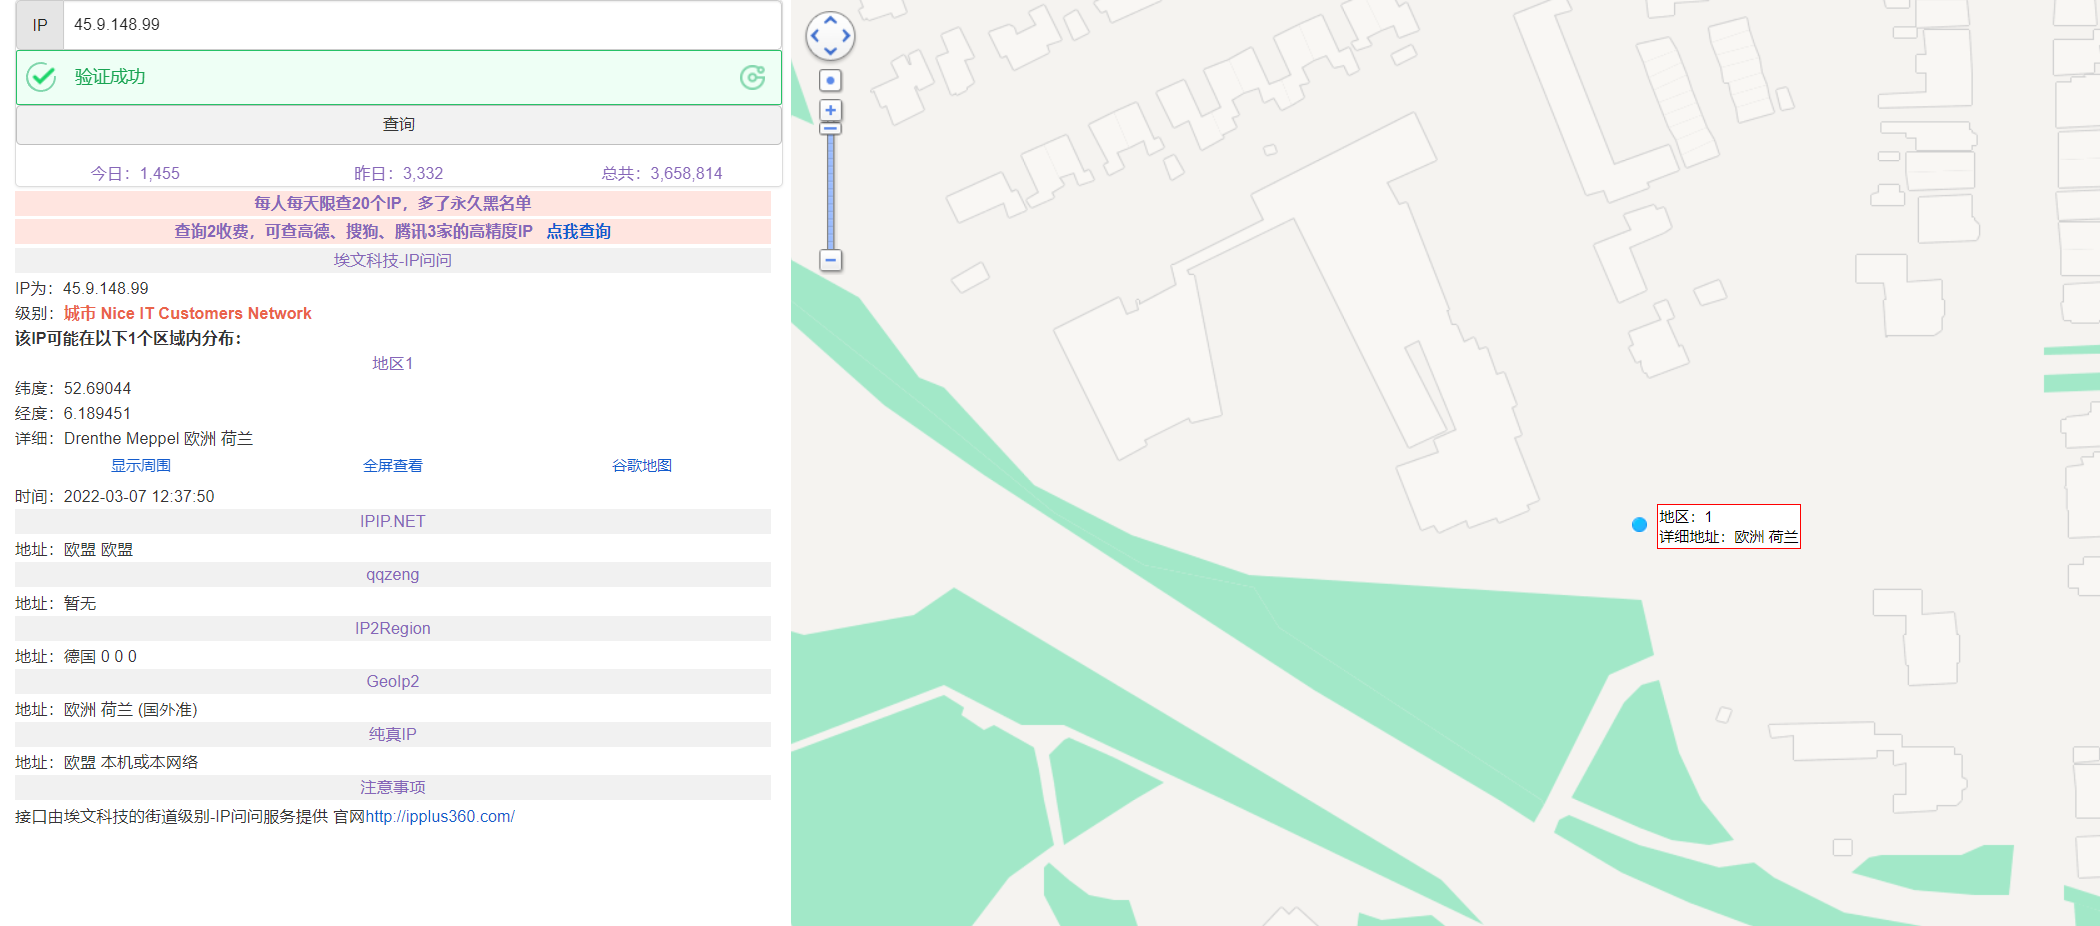 IP 45.9.148.99
验证成功
查询
今日：1,455 昨日：3,332 总共：3,658,814
每人每天限查20个IP，多了永久黑名单
查询2收费，可查高德、搜狗、腾讯3家的高精度IP 点我查询
埃文科技-IP问问
IP为：45.9.148.99
级别：城市 Nice IT Customers Network
该IP可能在以下1个区域内分布：
地区1
纬度：52.69044
经度：6.189451
详细：Drenthe Meppel 欧洲 荷兰
显示周围 全屏查看 谷歌地图
时间：2022-03-07 12:37:50
IPIP.NET
地址：欧盟 欧盟
qqzeng
地址：暂无
IP2Region
地址：德国 0 0 0
GeoIp2
地址：欧洲 荷兰 (国外准)
纯真IP
地址：欧盟 本机或本网络
注意事项
接口由埃文科技的街道级别-IP问问服务提供 官网http://ipplus360.com/
地区：1
详细地址：欧洲 荷兰